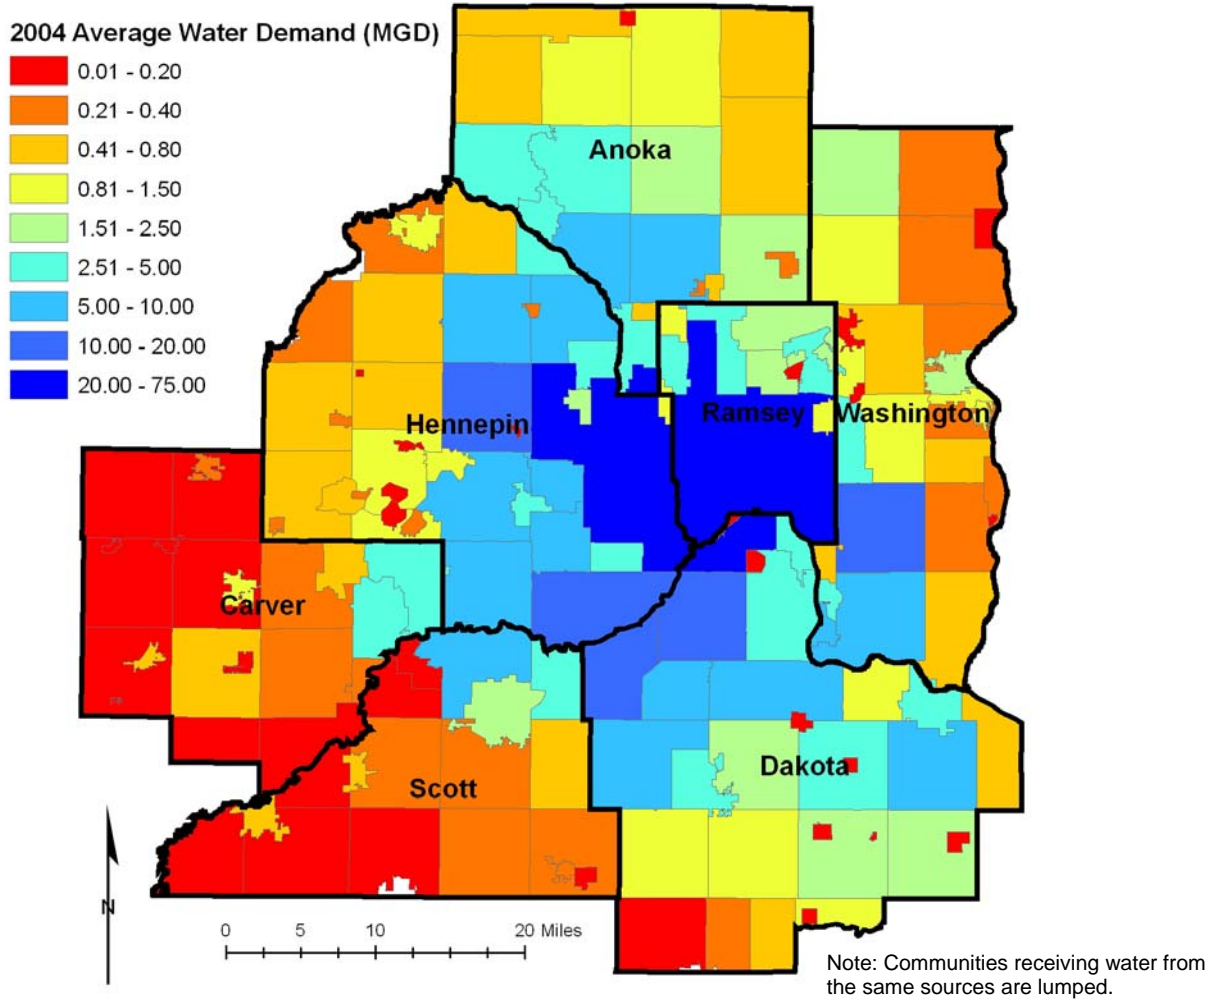 2004 Average Water Demand (MGD)
0.01 - 0.20
0.21 - 0.40
0.41 - 0.80
0.81 - 1.50
1.51 - 2.50
2.51 - 5.00
5.00 - 10.00
10.00 - 20.00
20.00 - 75.00
Anoka
Hennepin
Ramsey
Washington
Carver
Scott
Dakota
N
0 5 10 20 Miles
Note: Communities receiving water from
the same sources are lumped.